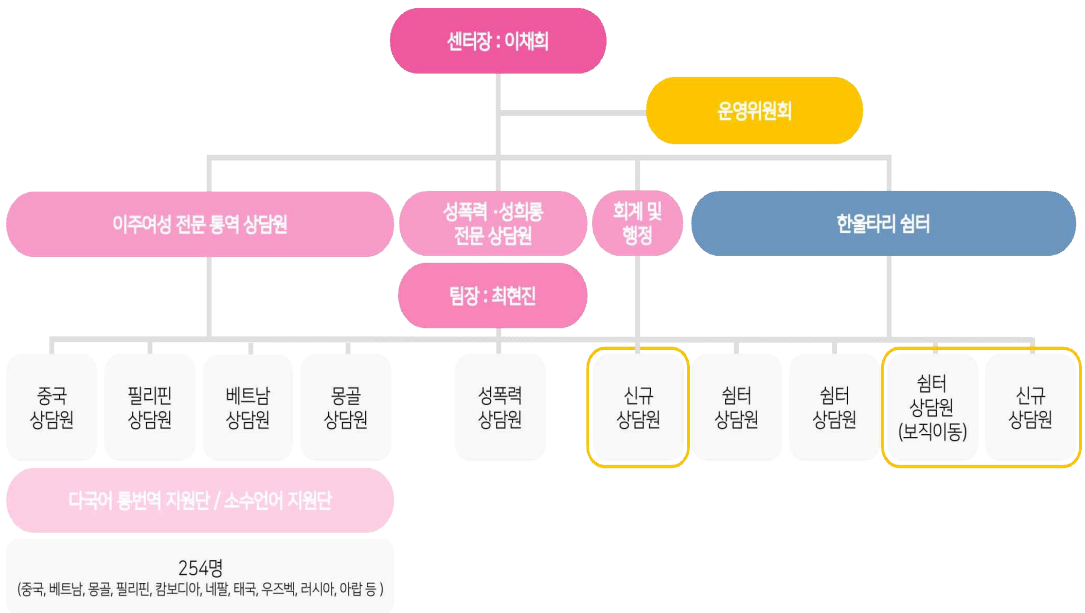 센터장 : 이채희
운영위원회
이주여성 전문 통역 상담원
성폭력 ·성희롱
전문 상담원
회계 및
행정
한울타리 쉼터
팀장 : 최현진
중국
상담원
필리핀
상담원
베트남
상담원
몽골
상담원
성폭력
상담원
신규
상담원
쉼터
상담원
쉼터
상담원
쉼터
상담원
(보직이동)
신규
상담원
다국어 통번역 지원단 / 소수언어 지원단
254명
(중국, 베트남, 몽골, 필리핀, 캄보디아, 네팔, 태국, 우즈벡, 러시아, 아랍 등 )